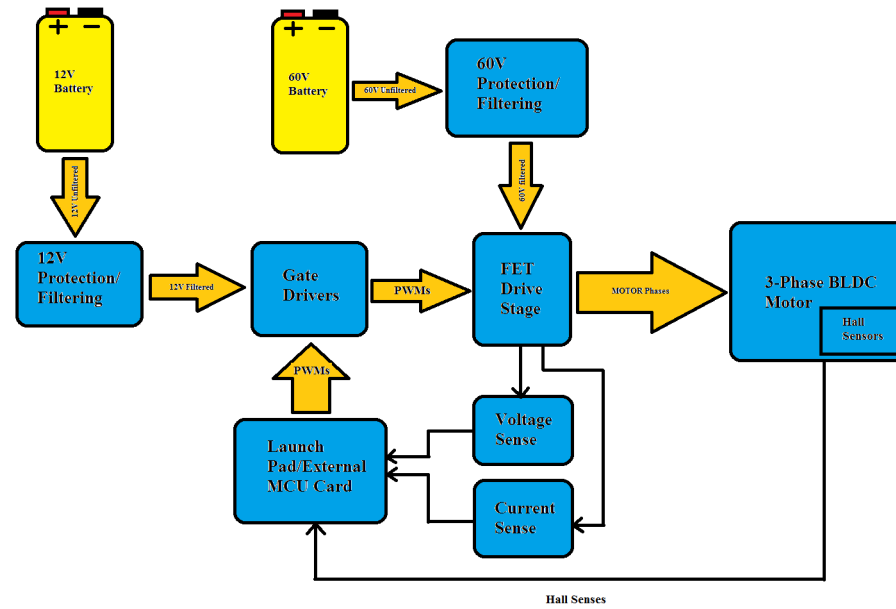 + −
12V
Battery
+ −
60V
Battery
60V Unfiltered
60V
Protection/
Filtering
12V Unfiltered
60V filtered
12V
Protection/
Filtering
12V Filtered
Gate
Drivers
PWMs
FET
Drive
Stage
MOTOR Phases
3-Phase BLDC
Motor
Hall
Sensors
PWMs
Launch
Pad/External
MCU Card
Voltage
Sense
Current
Sense
Hall Senses